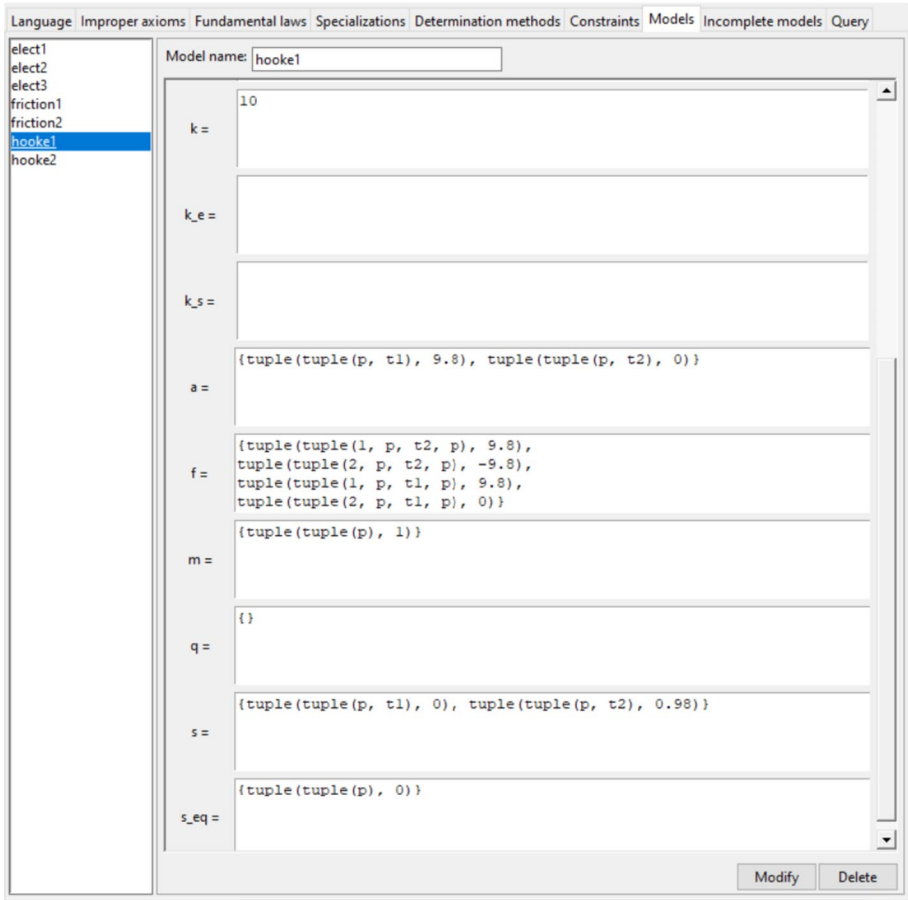 Language Improper axioms Fundamental laws Specializations Determination methods Constraints Models Incomplete models Query
elect1
elect2
elect3
friction1
friction2
hooke1
hooke2
Model name: hooke1
k = 10
k_e =
k_s =
a = {tuple(tuple(p, t1), 9.8), tuple(tuple(p, t2), 0)}
f = {tuple(tuple(1, p, t2, p), 9.8),
tuple(tuple(2, p, t2, p), -9.8),
tuple(tuple(1, p, t1, p), 9.8),
tuple(tuple(2, p, t1, p), 0)}
m = {tuple(tuple(p), 1)}
q = {}
s = {tuple(tuple(p, t1), 0), tuple(tuple(p, t2), 0.98)}
s_eq = {tuple(tuple(p), 0)}
Modify Delete